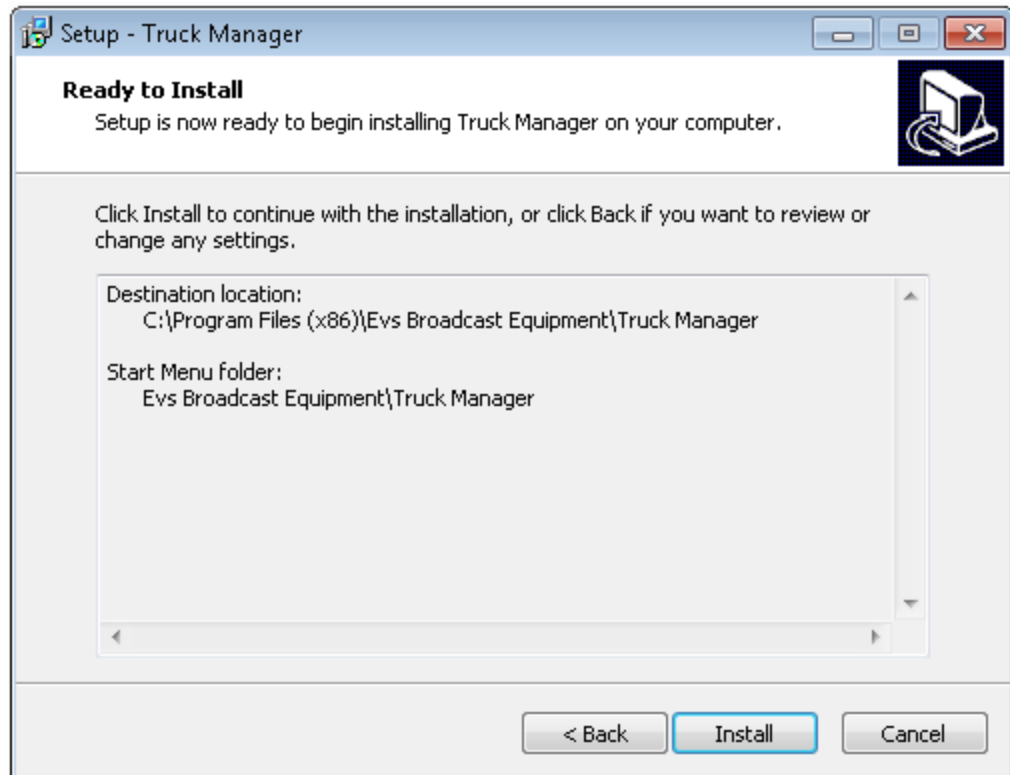 Setup - Truck Manager
Ready to Install
Setup is now ready to begin installing Truck Manager on your computer.
Click Install to continue with the installation, or click Back if you want to review or
change any settings.
Destination location:
C:\Program Files (x86)\Evs Broadcast Equipment\Truck Manager
Start Menu folder:
Evs Broadcast Equipment\Truck Manager
< Back
Install
Cancel